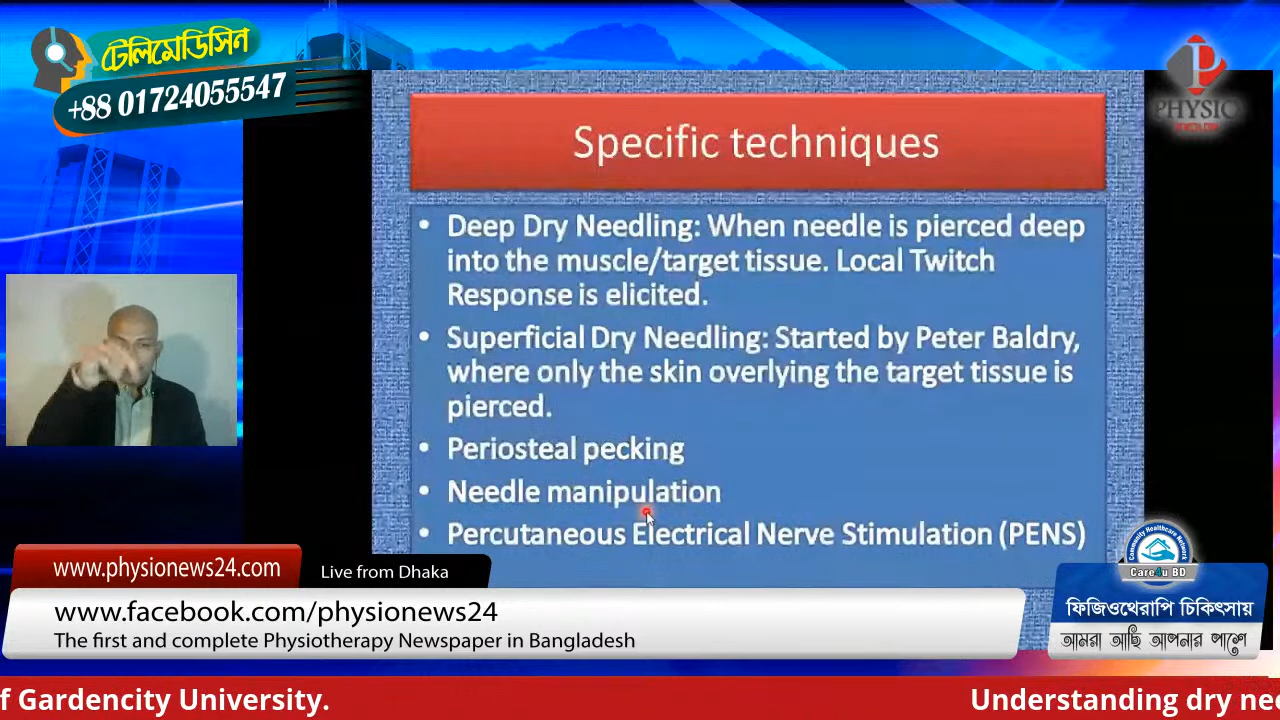 টেলিমেডিসিন
+88 01724055547
PHYSIO
Specific techniques
• Deep Dry Needling: When needle is pierced deep
into the muscle/target tissue. Local Twitch
Response is elicited.
• Superficial Dry Needling: Started by Peter Baldry,
where only the skin overlying the target tissue is
pierced.
• Periosteal pecking
• Needle manipulation
• Percutaneous Electrical Nerve Stimulation (PENS)
www.physionews24.com
Live from Dhaka
www.facebook.com/physionews24
The first and complete Physiotherapy Newspaper in Bangladesh
Community Healthcare Network
Care4u BD
ফিজিওথেরাপি চিকিৎসায়
আমরা আছি আপনার পাশে
f Gardencity University.
Understanding dry nee